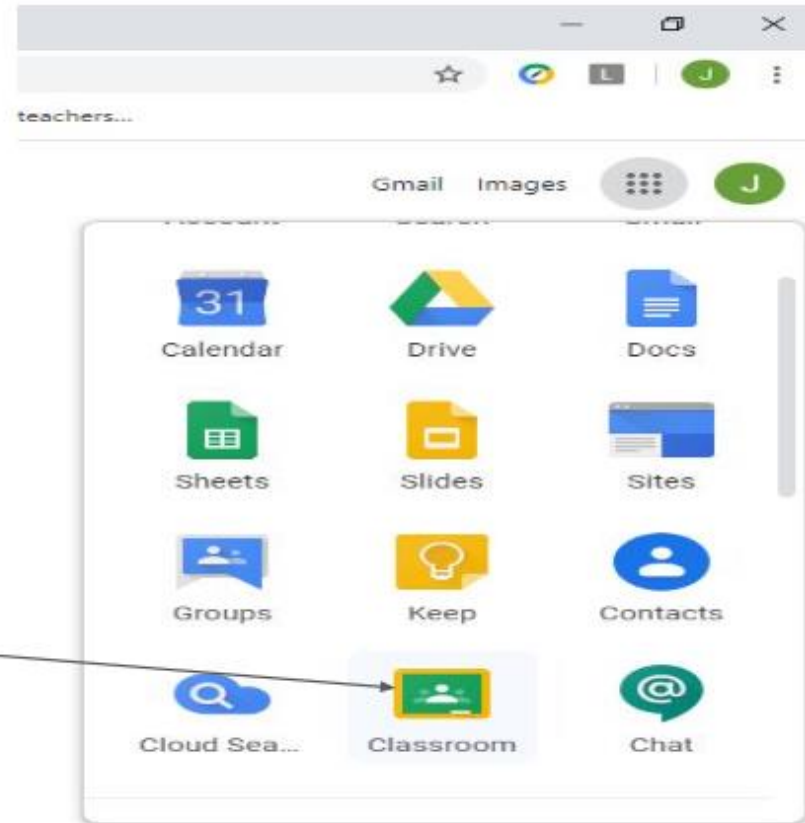 L J
teachers...
Gmail Images J
31
Calendar Drive Docs
Sheets Slides Sites
Groups Keep Contacts
@
Cloud Sea... Classroom Chat